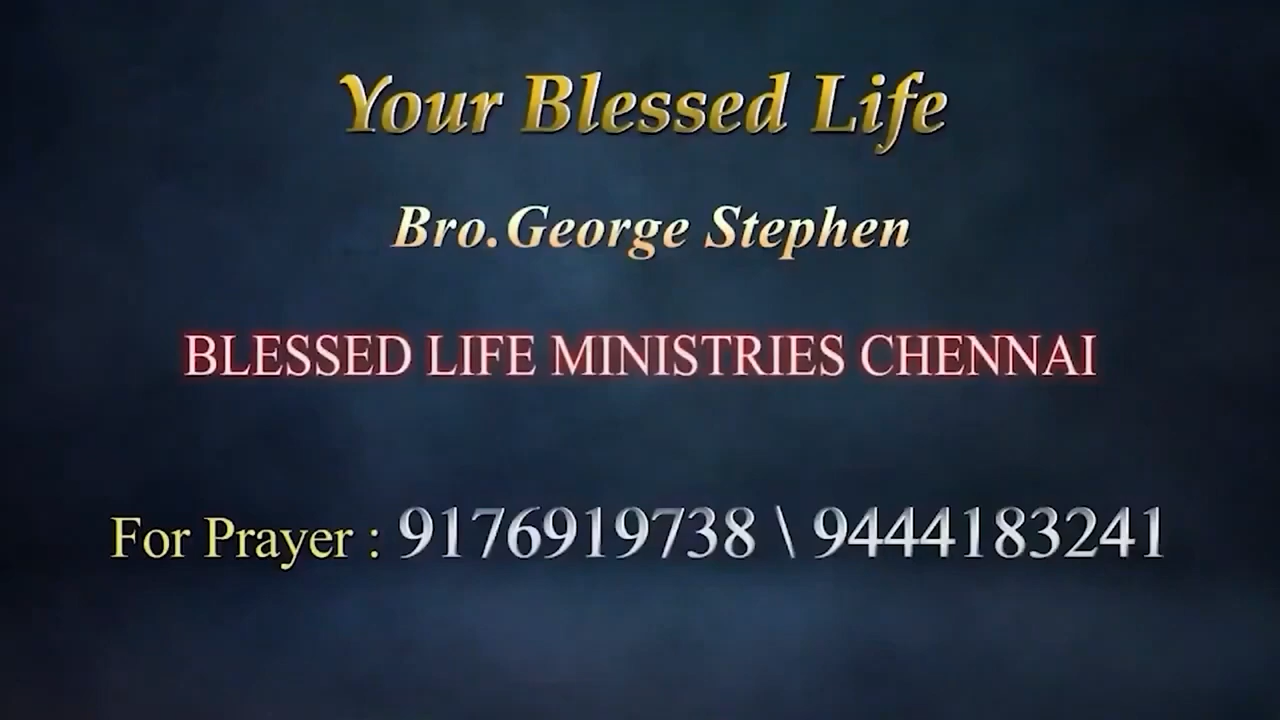 Your Blessed Life
Bro.George Stephen
BLESSED LIFE MINISTRIES CHENNAI
For Prayer : 9176919738 \ 9444183241